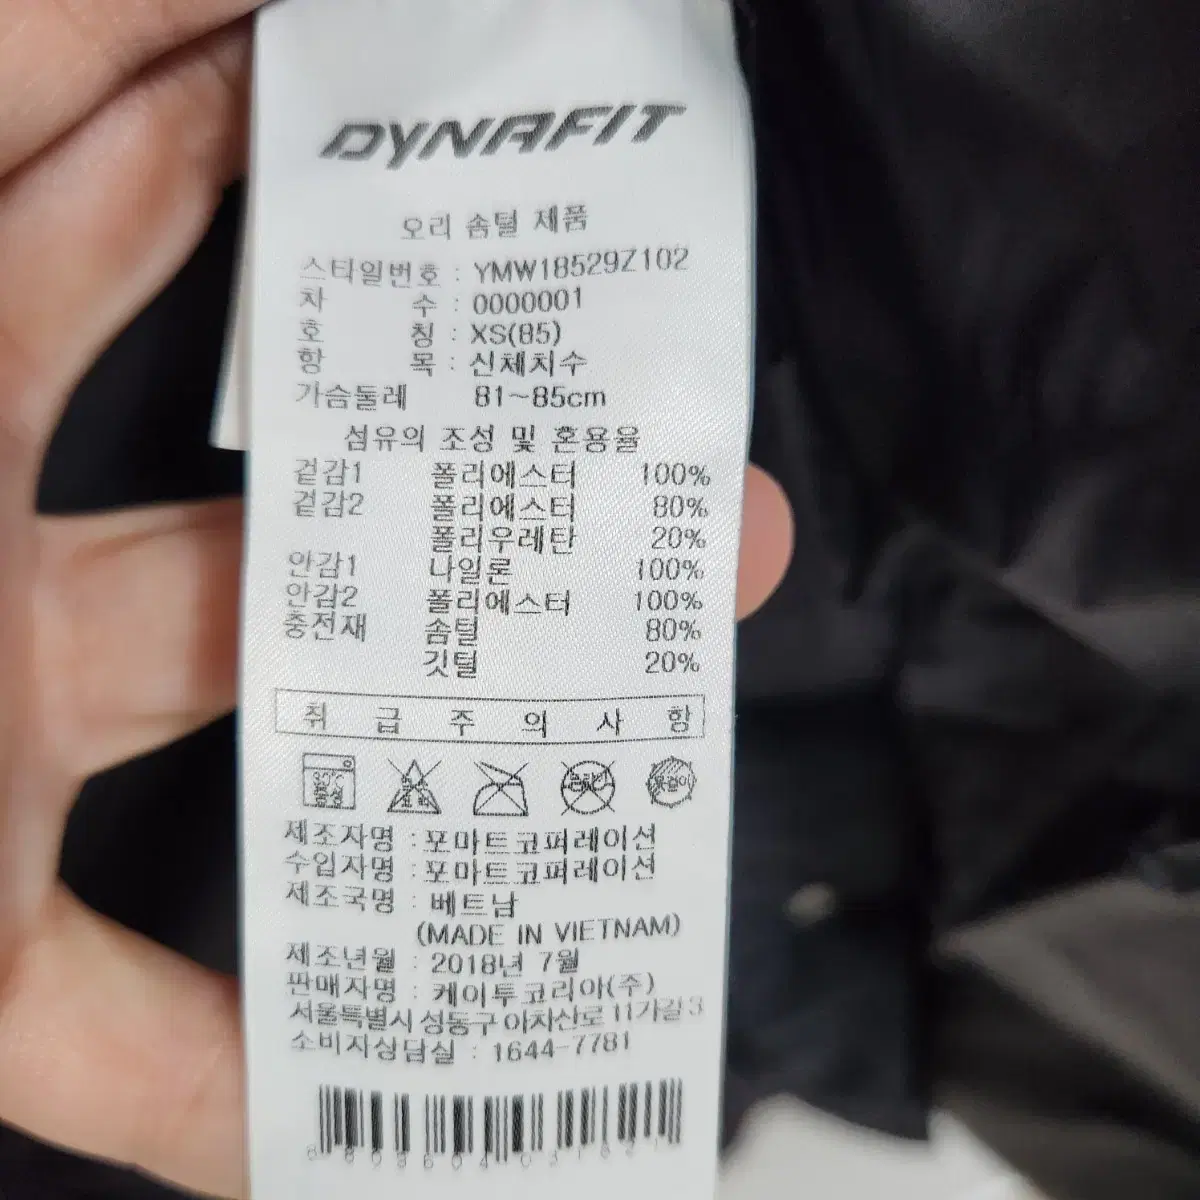 DYNAFIT
오리 솜털 제품
스타일번호 : YMW18529Z102
차 수 : 0000001
호 칭 : XS(85)
항 목 : 신체치수
가슴둘레 81~85cm
섬유의 조성 및 혼용율
겉감1 폴리에스터 100%
겉감2 폴리에스터 80%
폴리우레탄 20%
안감1 나일론 100%
안감2 폴리에스터 100%
충전재 솜털 80%
깃털 20%
취 급 주 의 사 항
옷걸이
제조자명 : 포마트코퍼레이션
수입자명 : 포마트코퍼레이션
제조국명 : 베트남
(MADE IN VIETNAM)
제조년월 : 2018년 7월
판매자명 : 케이투코리아(주)
서울특별시 성동구 아차산로 11가길 3
소비자상담실 : 1644-7781